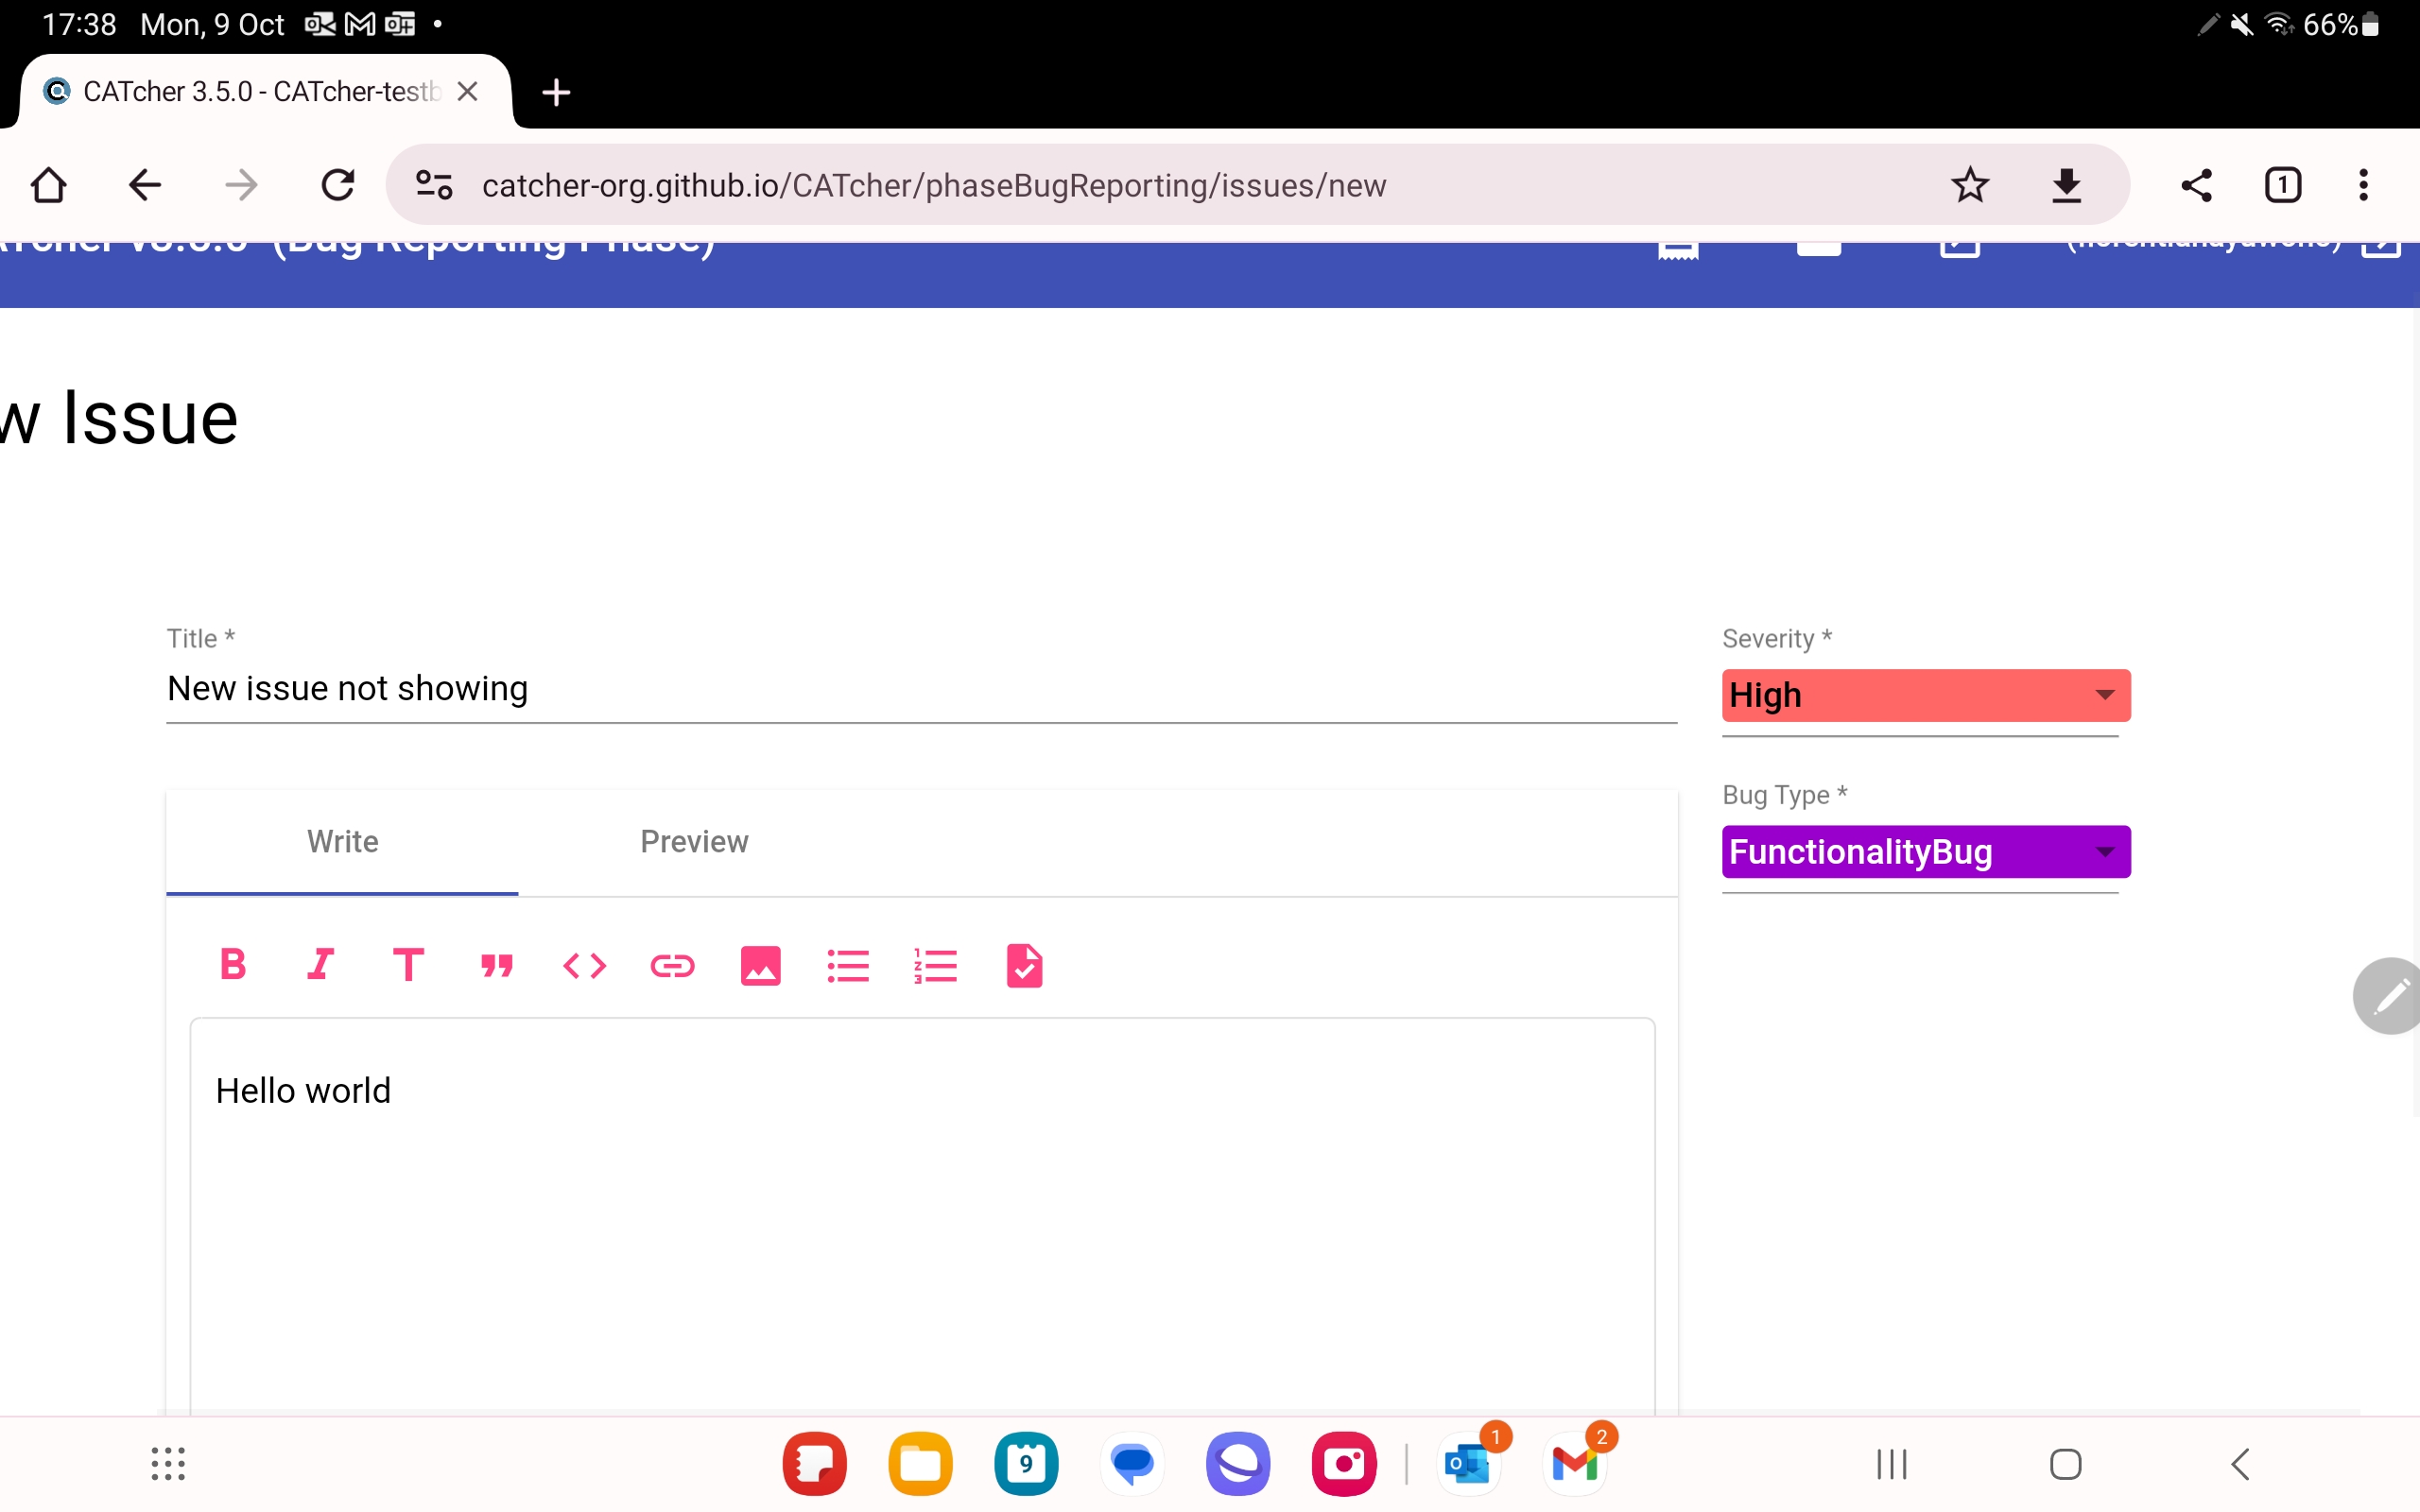 17:38 Mon, 9 Oct
66%
CATcher 3.5.0 - CATcher-testb
catcher-org.github.io/CATcher/phaseBugReporting/issues/new
1
(Bug Reporting Phase)
w Issue
Title *
New issue not showing
Severity *
High
Bug Type *
FunctionalityBug
Write
Preview
Hello world
9
1
2